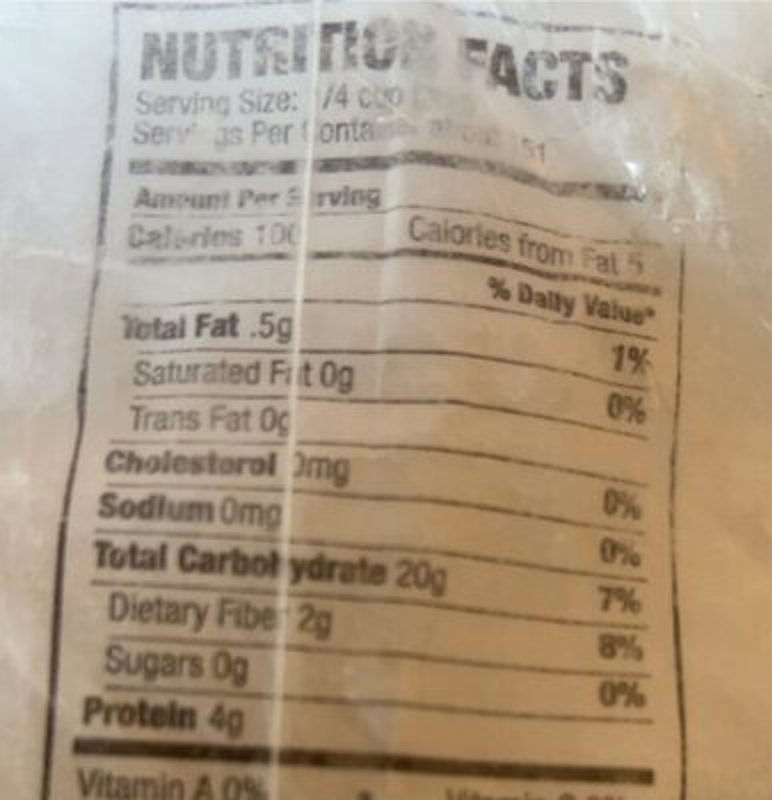 NUTRITION FACTS
Serving Size: 1/4 cup
Servings Per Container about 151
Amount Per Serving
Calories 100 Calories from Fat 5
% Daily Value*
Total Fat .5g 1%
Saturated Fat 0g 0%
Trans Fat 0g
Cholesterol 0mg 0%
Sodium 0mg 0%
Total Carbohydrate 20g 7%
Dietary Fiber 2g 8%
Sugars 0g 0%
Protein 4g
Vitamin A 0% •